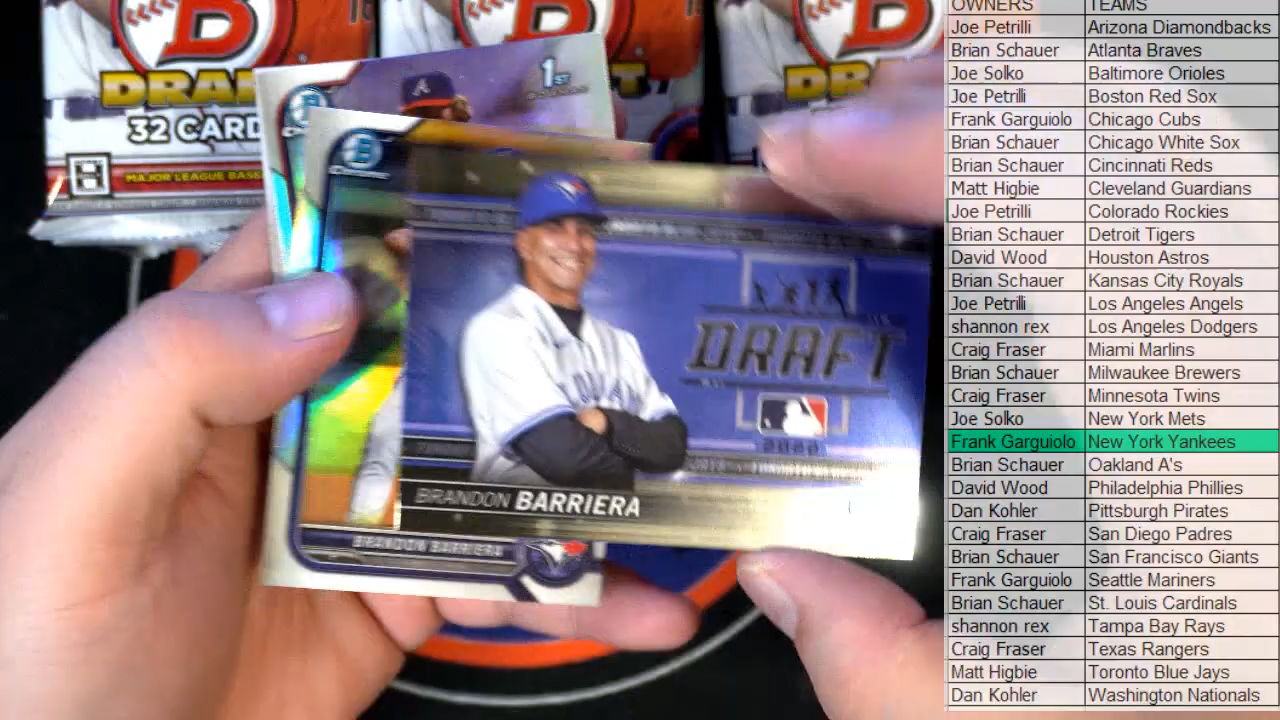 DRAF
32 CARD
MAJOR LEAGUE BASE
1ST
DRAFT
BRANDON BARRIERA
BRANDON BARRIERA
OWNERS TEAMS
Joe Petrilli Arizona Diamondbacks
Brian Schauer Atlanta Braves
Joe Solko Baltimore Orioles
Joe Petrilli Boston Red Sox
Frank Garguiolo Chicago Cubs
Brian Schauer Chicago White Sox
Brian Schauer Cincinnati Reds
Matt Higbie Cleveland Guardians
Joe Petrilli Colorado Rockies
Brian Schauer Detroit Tigers
David Wood Houston Astros
Brian Schauer Kansas City Royals
Joe Petrilli Los Angeles Angels
shannon rex Los Angeles Dodgers
Craig Fraser Miami Marlins
Brian Schauer Milwaukee Brewers
Craig Fraser Minnesota Twins
Joe Solko New York Mets
Frank Garguiolo New York Yankees
Brian Schauer Oakland A's
David Wood Philadelphia Phillies
Dan Kohler Pittsburgh Pirates
Craig Fraser San Diego Padres
Brian Schauer San Francisco Giants
Frank Garguiolo Seattle Mariners
Brian Schauer St. Louis Cardinals
shannon rex Tampa Bay Rays
Craig Fraser Texas Rangers
Matt Higbie Toronto Blue Jays
Dan Kohler Washington Nationals